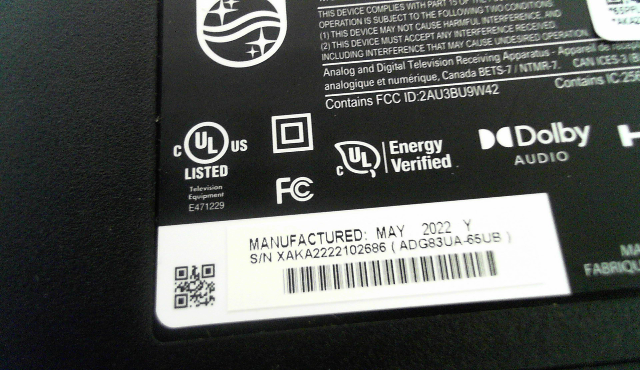 THIS DEVICE COMPLIES WITH PART 15 OF THE
OPERATION IS SUBJECT TO THE FOLLOWING TWO CONDITIONS
(1) THIS DEVICE MAY NOT CAUSE HARMFUL INTERFERENCE, AND
(2) THIS DEVICE MUST ACCEPT ANY INTERFERENCE
INCLUDING INTERFERENCE THAT MAY CAUSE UNDESIRED OPERATION.
Analog and Digital Television Receiving Apparatus - Appareil de
analogique et numérique, Canada BETS-7 / NTMR-7. CAN ICES-3
Contains FCC ID:2AU3BU9W42 Contains IC:
C UL US
LISTED
Television
Equipment
E471229
FC
C UL Energy
Verified
Dolby
AUDIO
MANUFACTURED: MAY 2022 Y
S/N XAKA2222102686 ( ADG83UA-65UB )